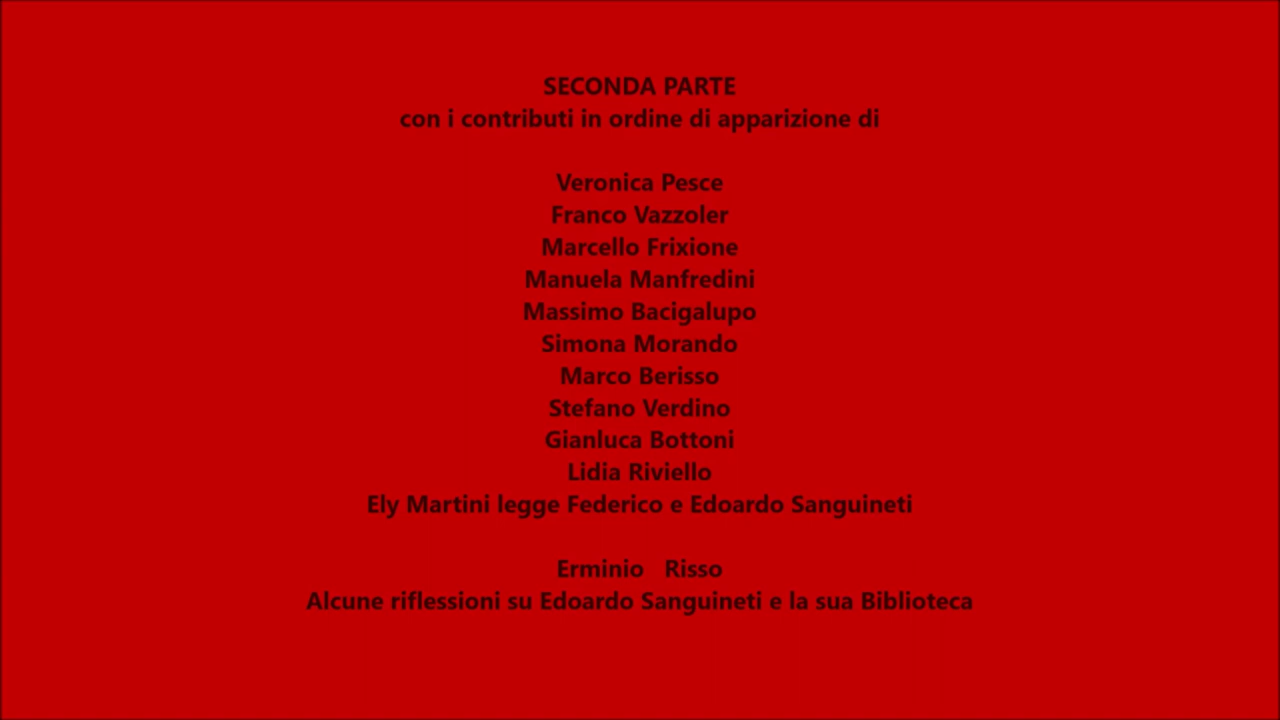 SECONDA PARTE
con i contributi in ordine di apparizione di
Veronica Pesce
Franco Vazzoler
Marcello Frixione
Manuela Manfredini
Massimo Bacigalupo
Simona Morando
Marco Berisso
Stefano Verdino
Gianluca Bottoni
Lidia Riviello
Ely Martini legge Federico e Edoardo Sanguineti
Erminio   Risso
Alcune riflessioni su Edoardo Sanguineti e la sua Biblioteca